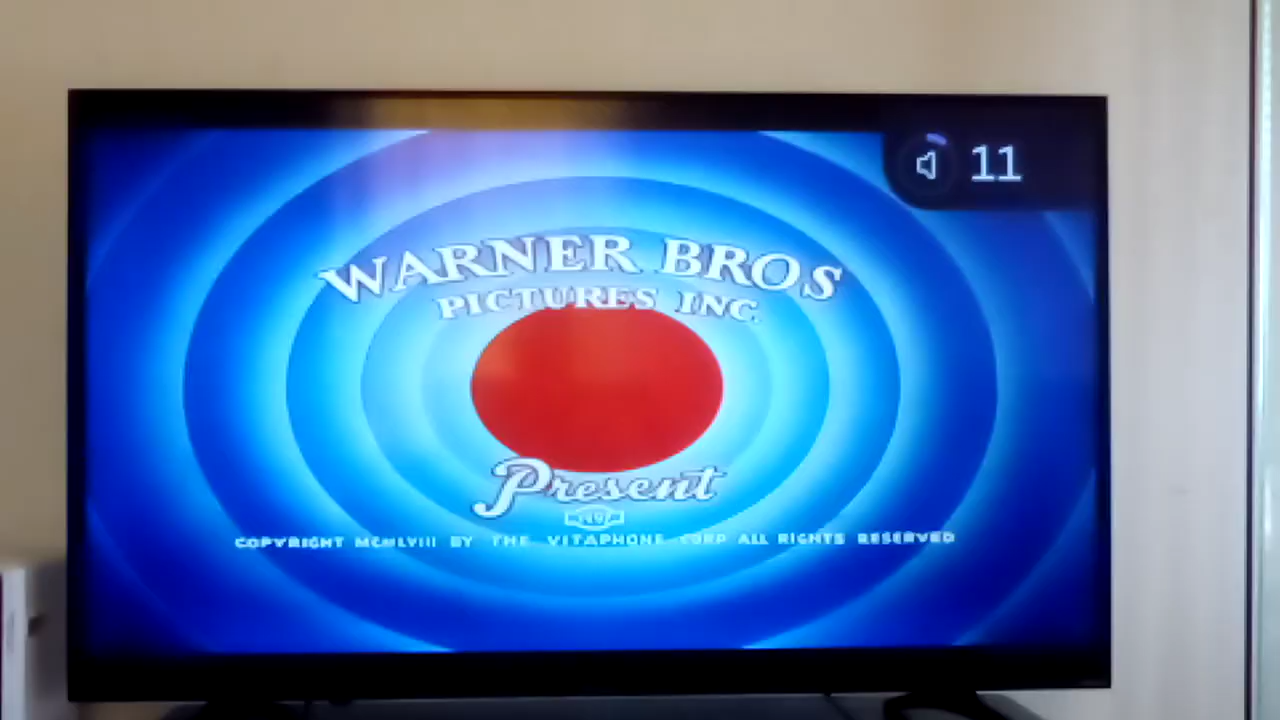 11
WARNER BROS
PICTURES INC.
Present
COPYRIGHT MCMLVIII BY THE VITAPHONE CORP ALL RIGHTS RESERVED